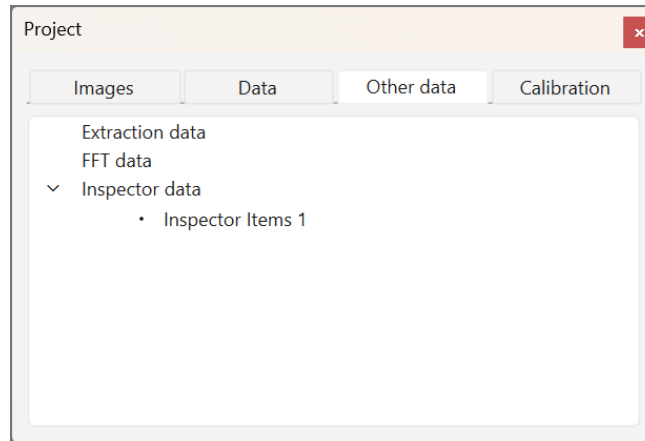 Project
x
Images Data Other data Calibration
Extraction data
FFT data
Inspector data
• Inspector Items 1